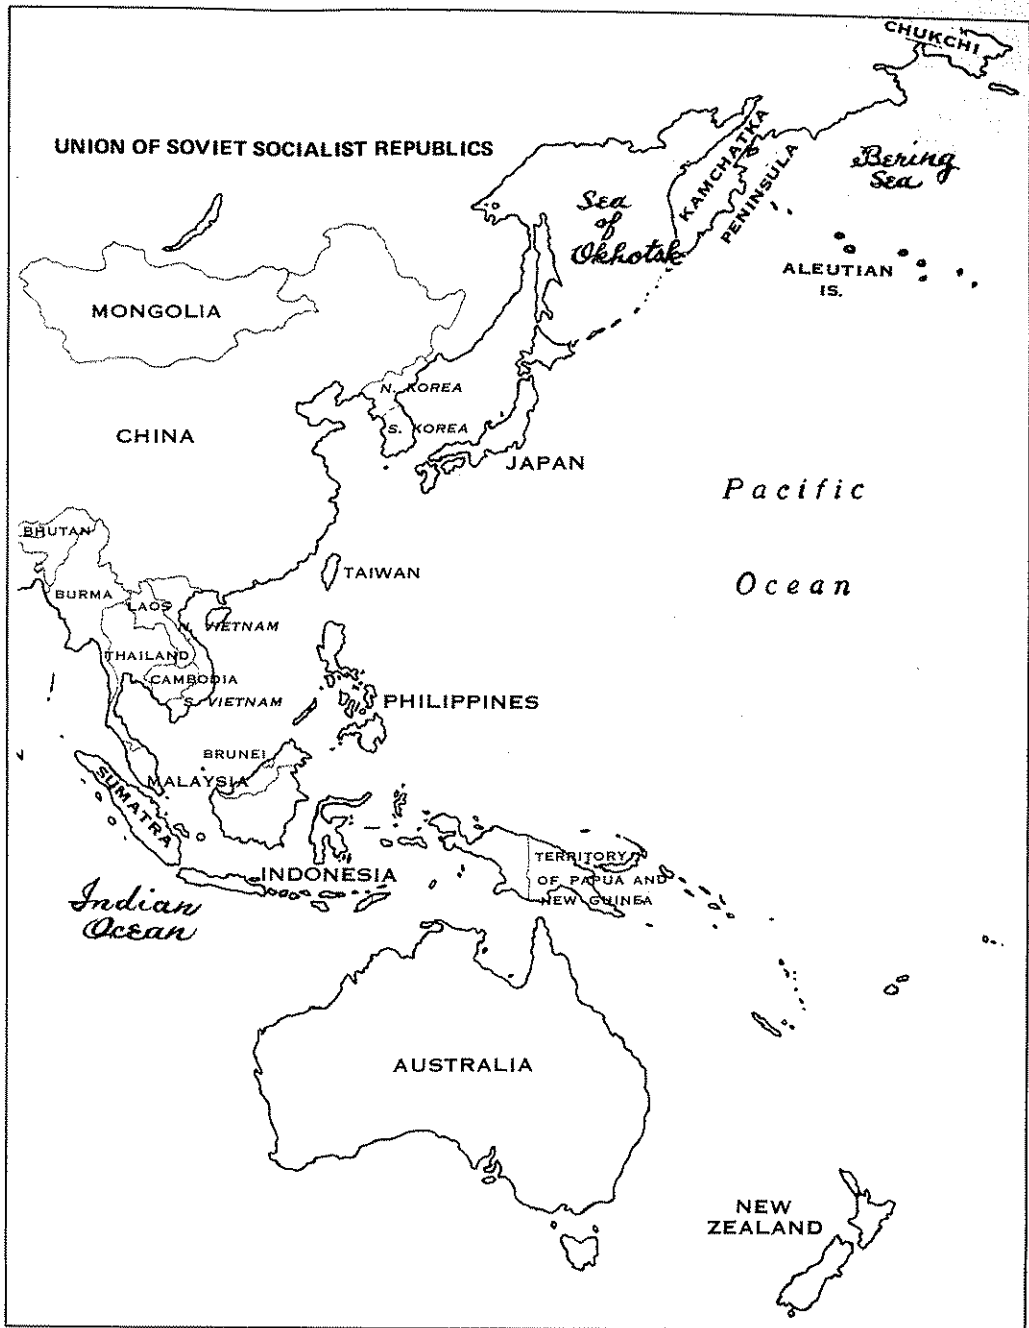 CHUKCHI
UNION OF SOVIET SOCIALIST REPUBLICS
KAMCHATKA
PENINSULA
Bering
Sea
Sea
of
Okhotsk
ALEUTIAN
IS.
MONGOLIA
N. KOREA
CHINA
S. KOREA
JAPAN
Pacific
Ocean
BHUTAN
TAIWAN
BURMA
LAOS
N. VIETNAM
THAILAND
CAMBODIA
S. VIETNAM
PHILIPPINES
BRUNEI
MALAYSIA
SUMATRA
INDONESIA
TERRITORY
OF PAPUA AND
NEW GUINEA
Indian
Ocean
AUSTRALIA
NEW
ZEALAND